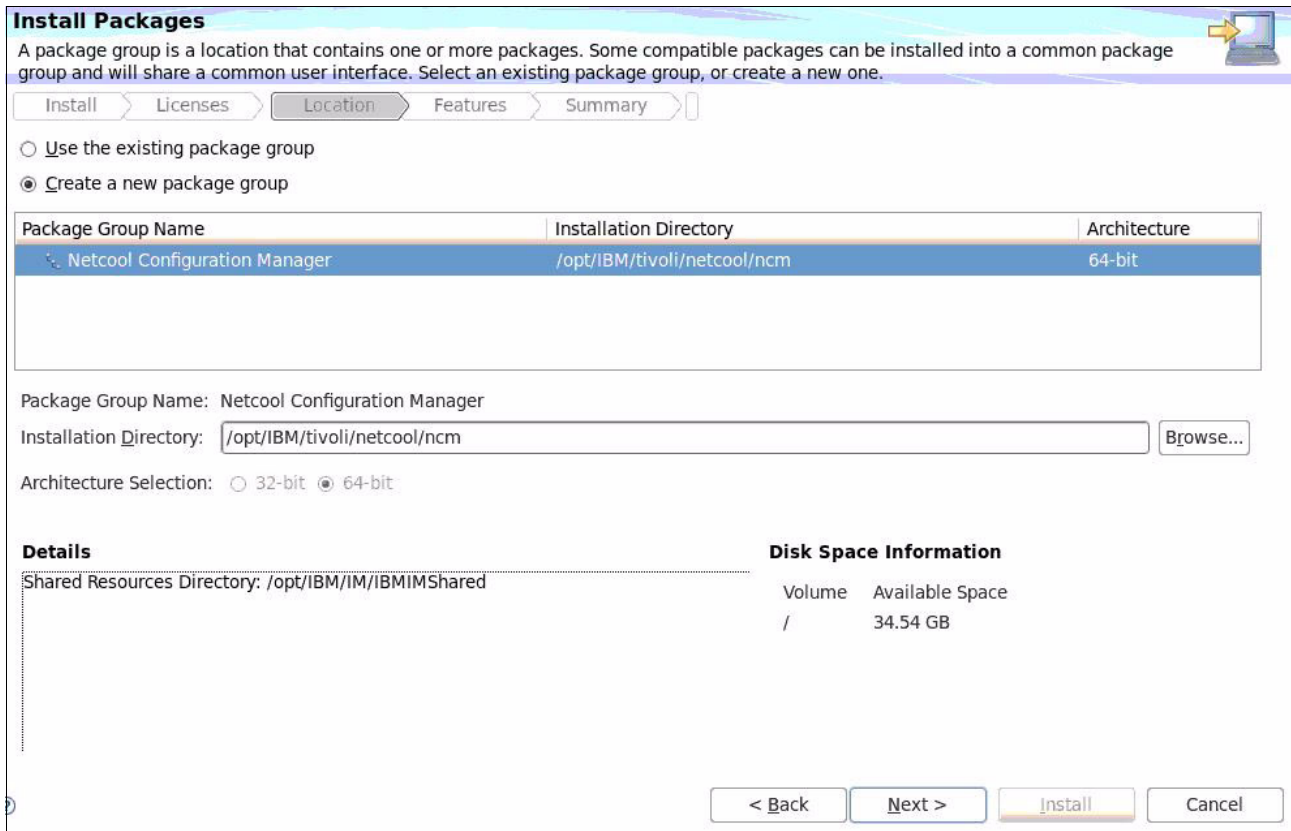 Install Packages
A package group is a location that contains one or more packages. Some compatible packages can be installed into a common package
group and will share a common user interface. Select an existing package group, or create a new one.
Install Licenses Location Features Summary
Use the existing package group
Create a new package group
Package Group Name Installation Directory Architecture
Netcool Configuration Manager /opt/IBM/tivoli/netcool/ncm 64-bit
Package Group Name: Netcool Configuration Manager
Installation Directory: /opt/IBM/tivoli/netcool/ncm Browse...
Architecture Selection: 32-bit 64-bit
Details Disk Space Information
Shared Resources Directory: /opt/IBM/IM/IBMIMShared
Volume Available Space
/ 34.54 GB
? < Back Next > Install Cancel